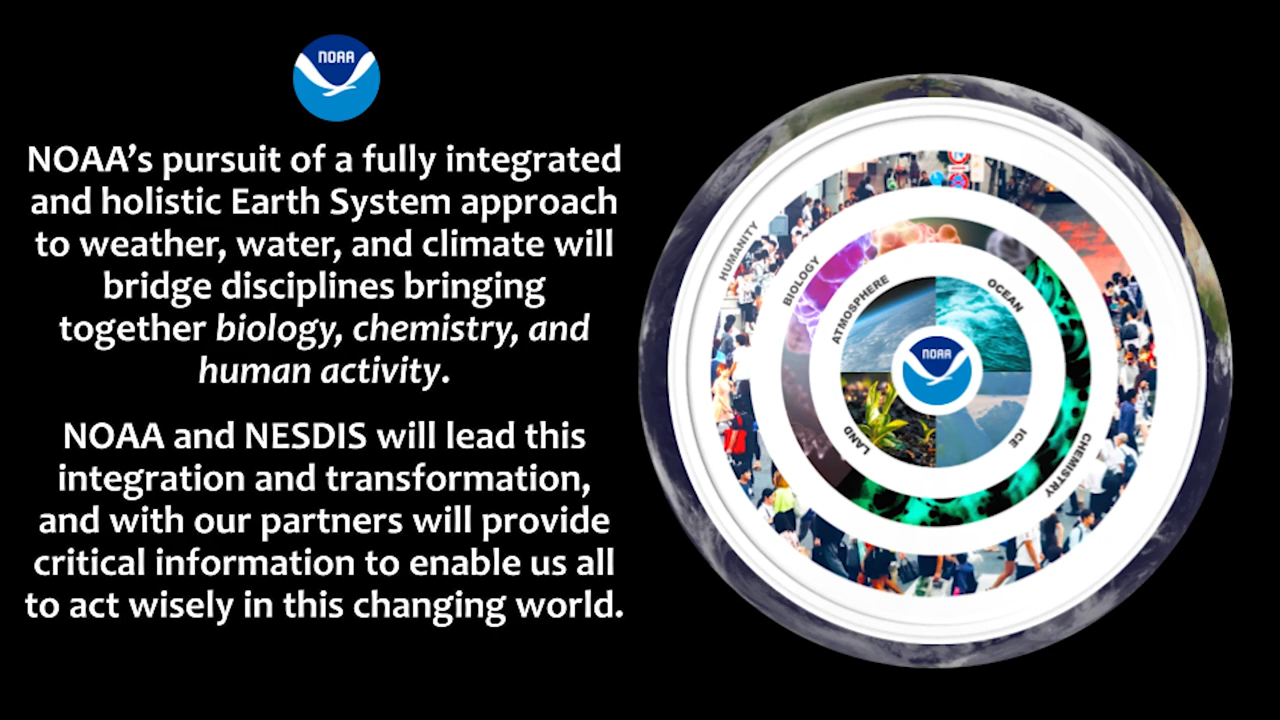 NOAA
NOAA's pursuit of a fully integrated
and holistic Earth System approach
to weather, water, and climate will
bridge disciplines bringing
together biology, chemistry, and
human activity.
NOAA and NESDIS will lead this
integration and transformation,
and with our partners will provide
critical information to enable us all
to act wisely in this changing world.
HUMANITY
BIOLOGY
ATMOSPHERE
OCEAN
NOAA
LAND
ICE
CHEMISTRY